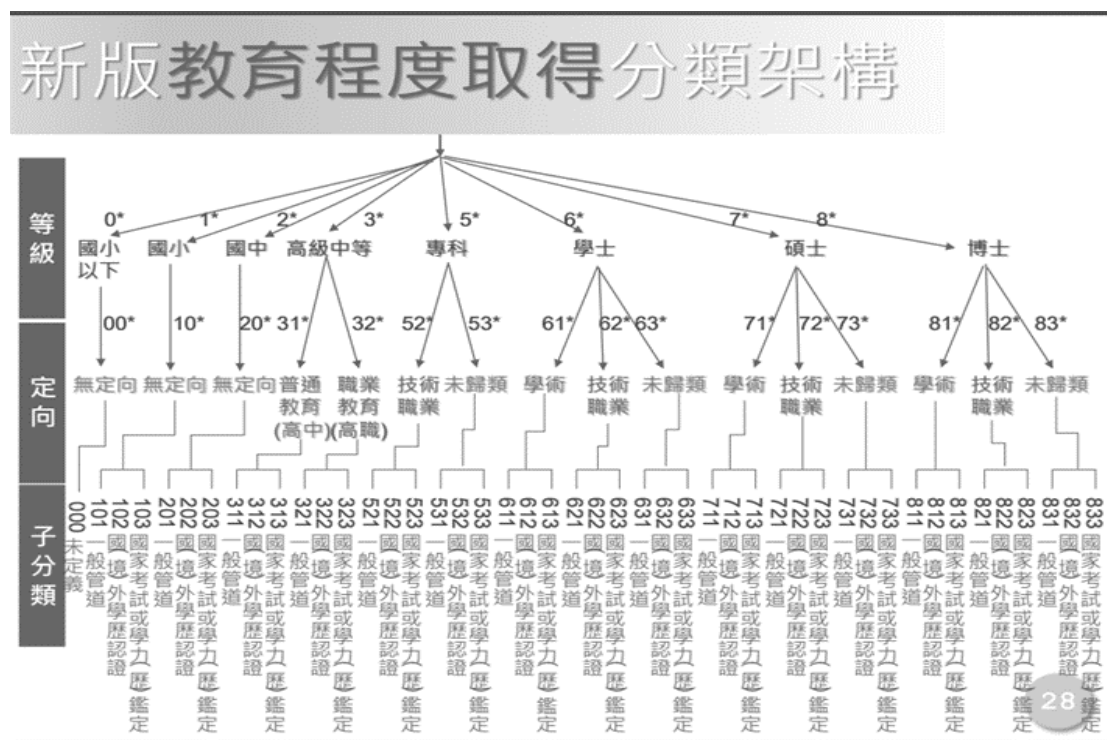 新版教育程度取得分類架構
等級
0* 1* 2* 3* 5* 6* 7* 8*
國小以下 國小 國中 高級中等 專科 學士 碩士 博士
00* 10* 20* 31* 32* 52* 53* 61* 62* 63* 71* 72* 73* 81* 82* 83*
定向
無定向 無定向 無定向 普通教育(高中) 職業教育(高職) 技術職業 未歸類 學術 技術職業 未歸類 學術 技術職業 未歸類 學術 技術職業 未歸類
子分類
000 未定義
101 一般管道
102 國(境)外學歷認證
103 國家考試或學力(歷)鑑定
201 一般管道
202 國(境)外學歷認證
203 國家考試或學力(歷)鑑定
311 一般管道
312 國(境)外學歷認證
313 國家考試或學力(歷)鑑定
321 一般管道
322 國(境)外學歷認證
323 國家考試或學力(歷)鑑定
521 一般管道
522 國(境)外學歷認證
523 國家考試或學力(歷)鑑定
531 一般管道
532 國(境)外學歷認證
533 國家考試或學力(歷)鑑定
611 一般管道
612 國(境)外學歷認證
613 國家考試或學力(歷)鑑定
621 一般管道
622 國(境)外學歷認證
623 國家考試或學力(歷)鑑定
631 一般管道
632 國(境)外學歷認證
633 國家考試或學力(歷)鑑定
711 一般管道
712 國(境)外學歷認證
713 國家考試或學力(歷)鑑定
721 一般管道
722 國(境)外學歷認證
723 國家考試或學力(歷)鑑定
731 一般管道
732 國(境)外學歷認證
733 國家考試或學力(歷)鑑定
811 一般管道
812 國(境)外學歷認證
813 國家考試或學力(歷)鑑定
821 一般管道
822 國(境)外學歷認證
823 國家考試或學力(歷)鑑定
831 一般管道
832 國(境)外學歷認證
833 國家考試或學力(歷)鑑定
28